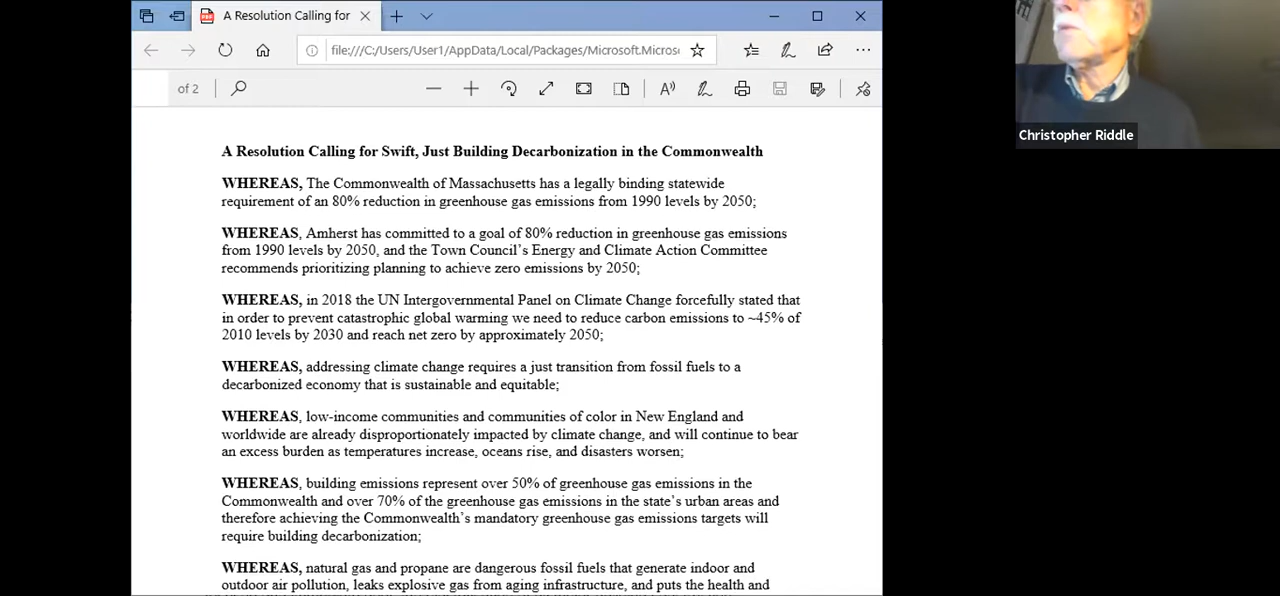 A Resolution Calling for
file:///C:/Users/User1/AppData/Local/Packages/Microsoft.Micros
of 2
A Resolution Calling for Swift, Just Building Decarbonization in the Commonwealth
WHEREAS, The Commonwealth of Massachusetts has a legally binding statewide
requirement of an 80% reduction in greenhouse gas emissions from 1990 levels by 2050;
WHEREAS, Amherst has committed to a goal of 80% reduction in greenhouse gas emissions
from 1990 levels by 2050, and the Town Council's Energy and Climate Action Committee
recommends prioritizing planning to achieve zero emissions by 2050;
WHEREAS, in 2018 the UN Intergovernmental Panel on Climate Change forcefully stated that
in order to prevent catastrophic global warming we need to reduce carbon emissions to ~45% of
2010 levels by 2030 and reach net zero by approximately 2050;
WHEREAS, addressing climate change requires a just transition from fossil fuels to a
decarbonized economy that is sustainable and equitable;
WHEREAS, low-income communities and communities of color in New England and
worldwide are already disproportionately impacted by climate change, and will continue to bear
an excess burden as temperatures increase, oceans rise, and disasters worsen;
WHEREAS, building emissions represent over 50% of greenhouse gas emissions in the
Commonwealth and over 70% of the greenhouse gas emissions in the state's urban areas and
therefore achieving the Commonwealth's mandatory greenhouse gas emissions targets will
require building decarbonization;
WHEREAS, natural gas and propane are dangerous fossil fuels that generate indoor and
outdoor air pollution, leaks explosive gas from aging infrastructure, and puts the health and
Christopher Riddle